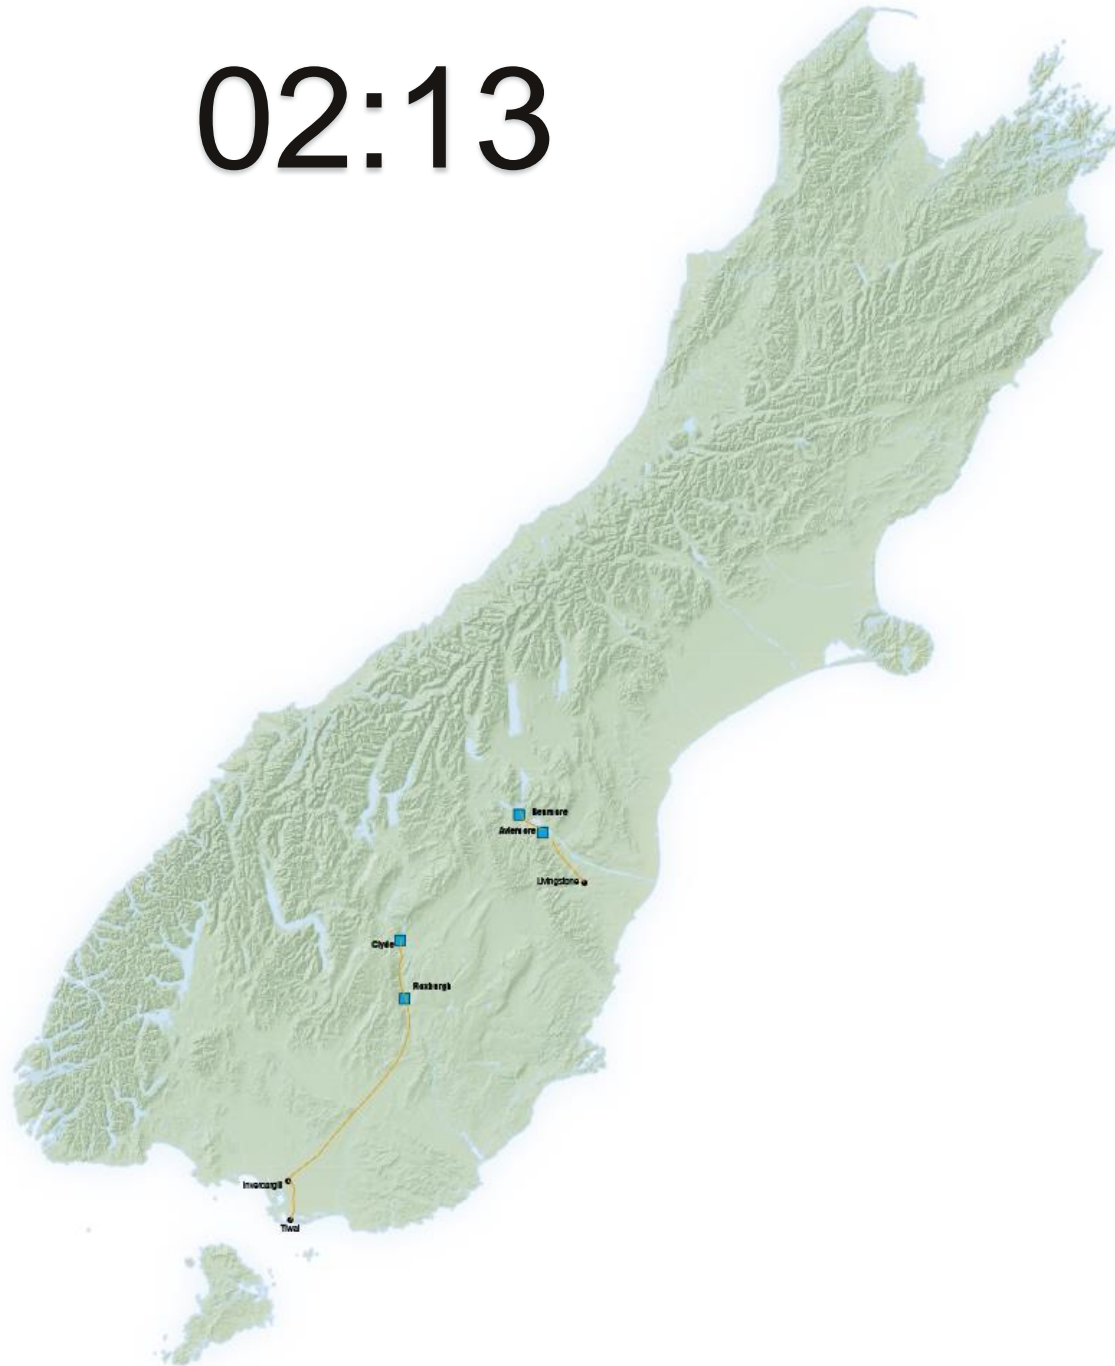 02:13
Benmore
Aviemore
Livingstone
Clyde
Roxburgh
Invercargill
Tiwai